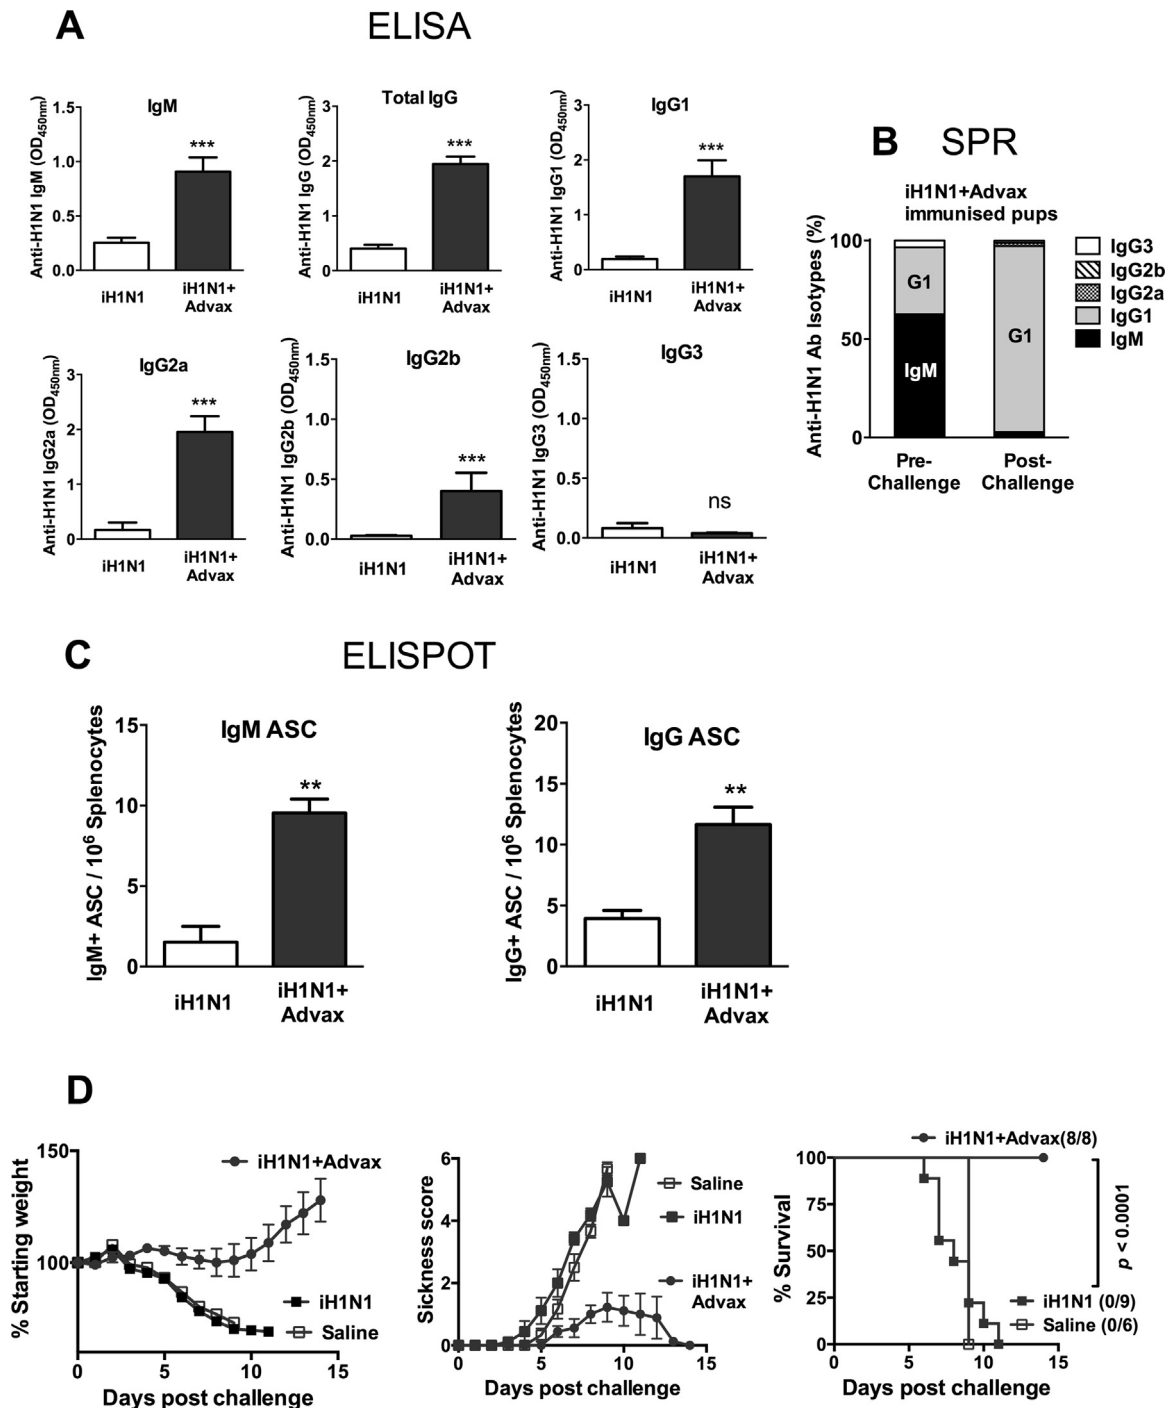 A
ELISA
IgM
Anti-H1N1 IgM (OD450nm)
1.5
1.0
0.5
0.0
***
iH1N1
iH1N1+
Advax
Total IgG
Anti-H1N1 IgG (OD450nm)
3
2
1
0
***
iH1N1
iH1N1+
Advax
IgG1
Anti-H1N1 IgG1 (OD450nm)
3
2
1
0
***
iH1N1
iH1N1+
Advax
B
SPR
iH1N1+Advax
immunised pups
Anti-H1N1 Ab Isotypes (%)
100
50
0
G1
IgM
G1
Pre-
Challenge
Post-
Challenge
IgG3
IgG2b
IgG2a
IgG1
IgM
IgG2a
Anti-H1N1 IgG2a (OD450nm)
3
2
1
0
***
iH1N1
iH1N1+
Advax
IgG2b
Anti-H1N1 IgG2b (OD450nm)
1.5
1.0
0.5
0.0
***
iH1N1
iH1N1+
Advax
IgG3
Anti-H1N1 IgG3 (OD450nm)
1.5
1.0
0.5
0.0
ns
iH1N1
iH1N1+
Advax
C
ELISPOT
IgM ASC
IgM+ ASC / 10⁶ Splenocytes
15
10
5
0
**
iH1N1
iH1N1+
Advax
IgG ASC
IgG+ ASC / 10⁶ Splenocytes
20
15
10
5
0
**
iH1N1
iH1N1+
Advax
D
% Starting weight
150
100
iH1N1+Advax
iH1N1
Saline
0
5
10
15
Days post challenge
Sickness score
6
4
2
0
Saline
iH1N1
iH1N1+
Advax
0
5
10
15
Days post challenge
% Survival
100
75
50
25
0
iH1N1+Advax(8/8)
p < 0.0001
iH1N1 (0/9)
Saline (0/6)
0
5
10
15
Days post challenge